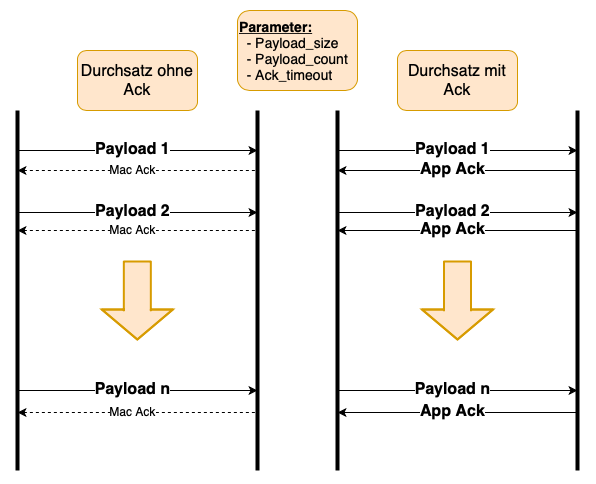 Parameter:
- Payload_size
- Payload_count
- Ack_timeout
Durchsatz ohne
Ack
Durchsatz mit
Ack
Payload 1
Mac Ack
Payload 2
Mac Ack
Payload n
Mac Ack
Payload 1
App Ack
Payload 2
App Ack
Payload n
App Ack